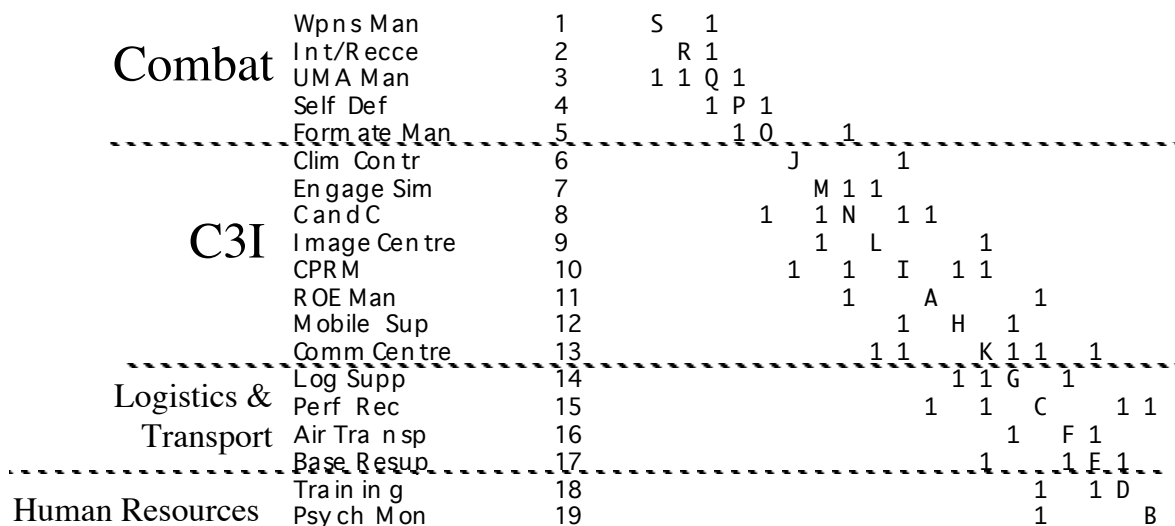 Wpns Man 1 S 1
Combat Int/Recce 2 R 1
UMA Man 3 1 1 Q 1
Self Def 4 1 P 1
Formate Man 5 1 O 1
Clim Contr 6 J 1
Engage Sim 7 M 1 1
C3I CandC 8 1 1 N 1 1
Image Centre 9 1 L 1
CPRM 10 1 1 I 1 1
ROE Man 11 1 A 1
Mobile Sup 12 1 H 1
Comm Centre 13 1 1 K 1 1 1
Logistics & Transport
Log Supp 14 1 1 G 1
Perf Rec 15 1 1 C 1 1
Air Transp 16 1 F 1
Base Resup 17 1 1 E 1
Human Resources
Training 18 1 1 D
Psych Mon 19 1 B